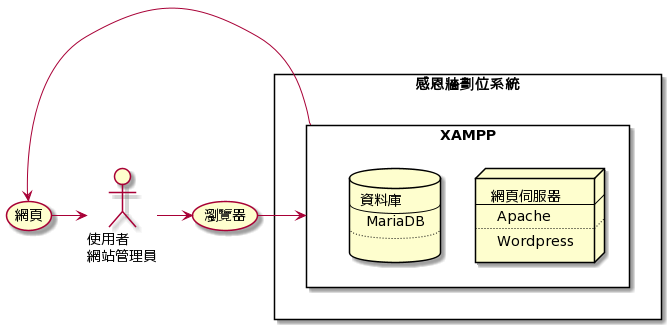 感恩牆劃位系統
XAMPP
資料庫
MariaDB
網頁伺服器
Apache
Wordpress
網頁
使用者
網站管理員
瀏覽器